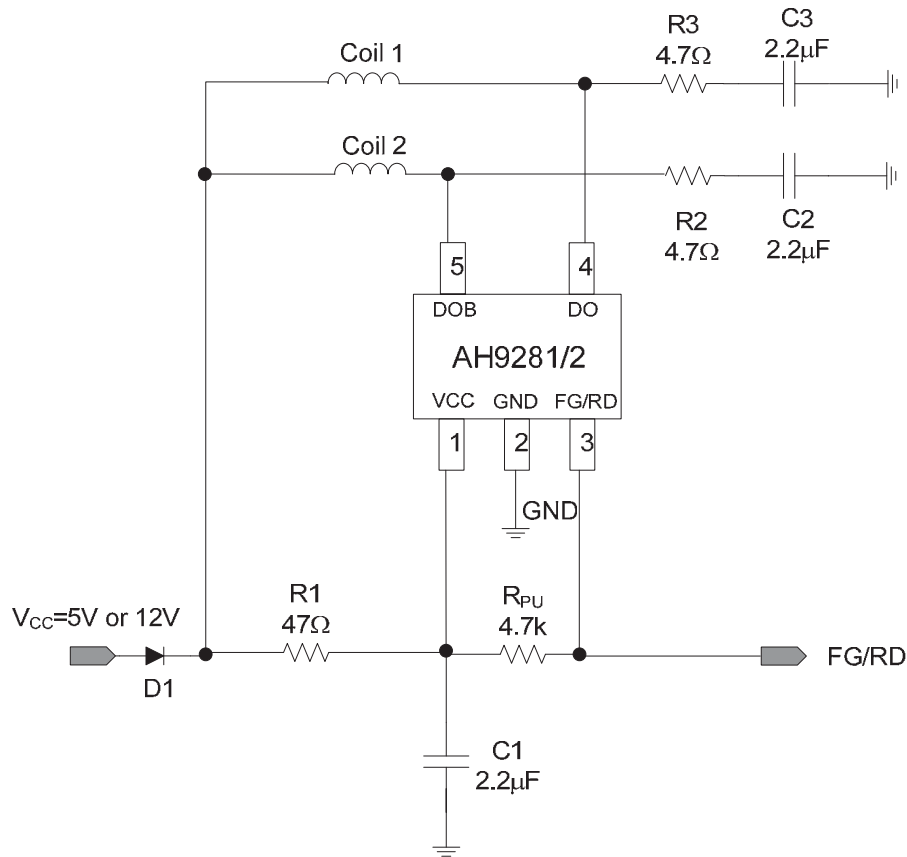 Coil 1
R3
4.7Ω
C3
2.2μF
Coil 2
R2
4.7Ω
C2
2.2μF
5
4
DOB
DO
AH9281/2
VCC
GND
FG/RD
1
2
3
GND
VCC=5V or 12V
R1
47Ω
RPU
4.7k
D1
FG/RD
C1
2.2μF